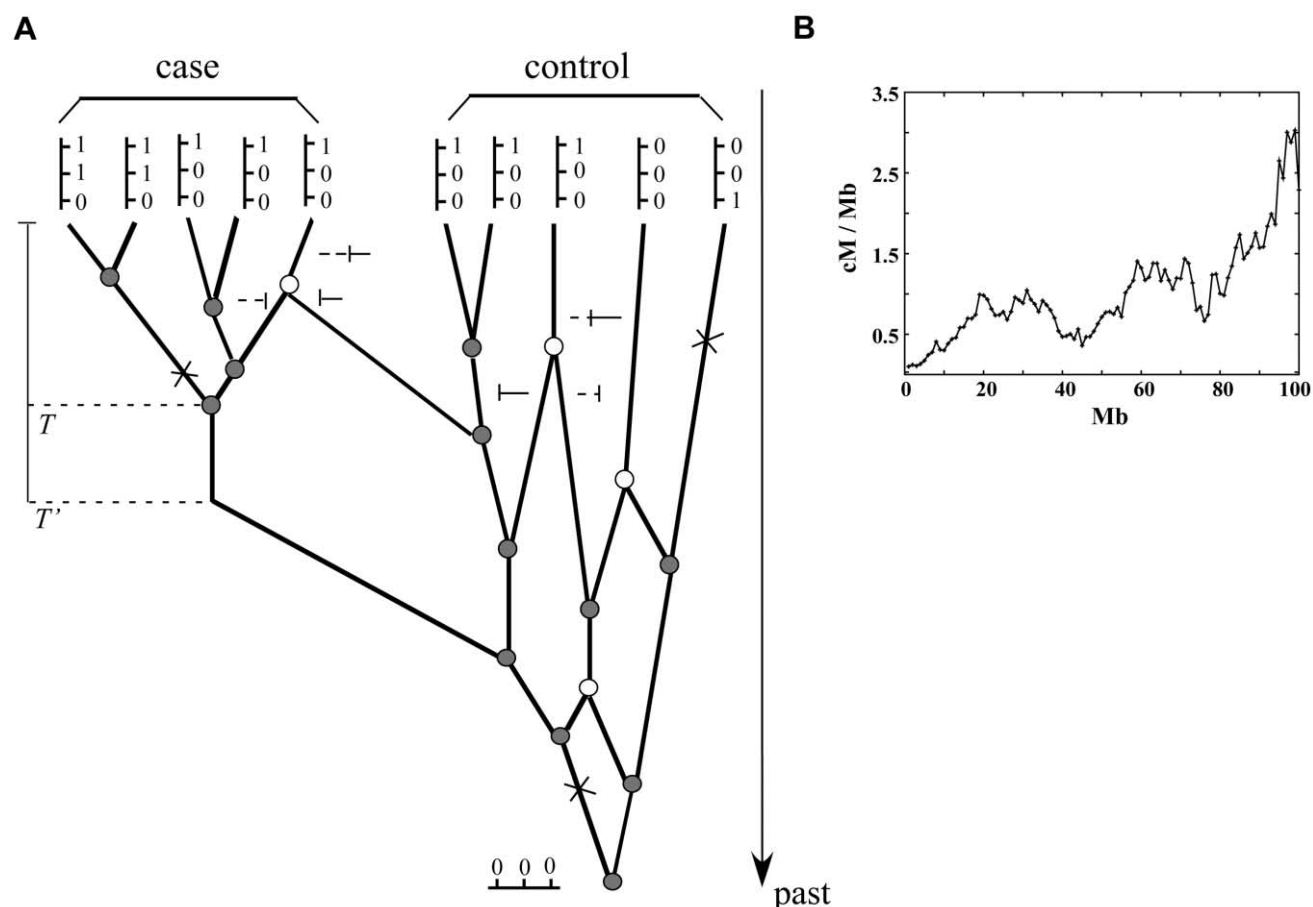 A
case
control
1 1 1 1 1 1 1 1 0 0
1 1 0 0 0 0 0 0 0 0
0 0 0 0 0 0 0 0 0 1
T
T'
0 0 0
past
B
3.5
2.5
1.5
0.5
cM / Mb
0 20 40 60 80 100
Mb